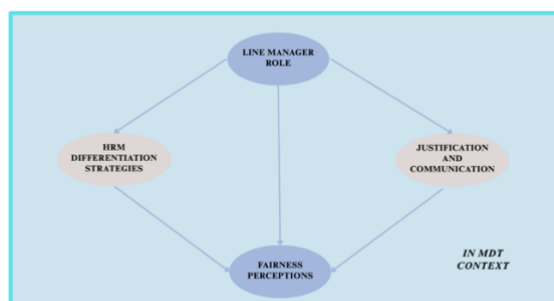 LINE MANAGER
ROLE
HRM
DIFFERENTIATION
STRATEGIES
JUSTIFICATION
AND
COMMUNICATION
FAIRNESS
PERCEPTIONS
IN MDT
CONTEXT